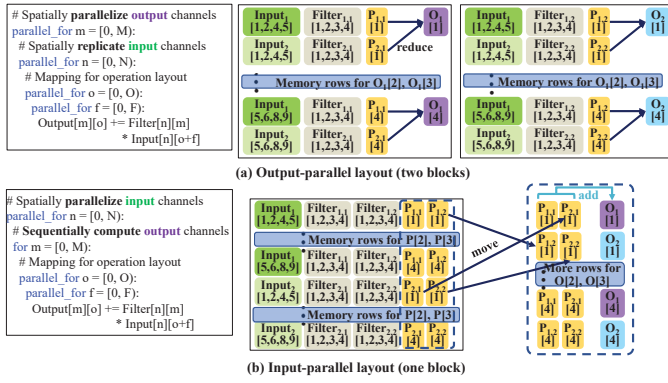 # Spatially parallelize output channels
parallel_for m = [0, M):
# Spatially replicate input channels
parallel_for n = [0, N):
# Mapping for operation layout
parallel_for o = [0, O):
parallel_for f = [0, F):
Output[m][o] += Filter[n][m]
* Input[n][o+f]
Input1 Filter1,1 P1,1 O1
[1,2,4,5] [1,2,3,4] [1] [1]
Input2 Filter2,1 P2,1
[1,2,4,5] [1,2,3,4] [1] reduce
Memory rows for O1[2], O1[3]
Input1 Filter1,1 P1,1 O1
[5,6,8,9] [1,2,3,4] [4] [4]
Input2 Filter2,1 P2,1
[5,6,8,9] [1,2,3,4] [4]
Input1 Filter1,2 P1,2 O2
[1,2,4,5] [1,2,3,4] [1] [1]
Input2 Filter2,2 P2,2
[1,2,4,5] [1,2,3,4] [1]
Memory rows for O1[2], O1[3]
Input1 Filter1,2 P1,2 O2
[5,6,8,9] [1,2,3,4] [4] [4]
Input2 Filter2,2 P2,2
[5,6,8,9] [1,2,3,4] [4]
(a) Output-parallel layout (two blocks)
# Spatially parallelize input channels
parallel_for n = [0, N):
# Sequentially compute output channels
for m = [0, M):
# Mapping for operation layout
parallel_for o = [0, O):
parallel_for f = [0, F):
Output[m][o] += Filter[n][m]
* Input[n][o+f]
Input1 Filter1,1 Filter1,2 P1,1 P1,2
[1,2,4,5] [1,2,3,4] [1,2,3,4] [1] [1]
Memory rows for P[2], P[3]
Input1 Filter1,1 Filter1,2 P1,1 P1,2
[5,6,8,9] [1,2,3,4] [1,2,3,4] [4] [4]
Input2 Filter2,1 Filter2,2 P2,1 P2,2
[1,2,4,5] [1,2,3,4] [1,2,3,4] [1] [1]
Memory rows for P[2], P[3]
Input2 Filter2,1 Filter2,2 P2,1 P2,2
[5,6,8,9] [1,2,3,4] [1,2,3,4] [4] [4]
move
add
P1,1 P2,1 O1
[1] [1] [1]
P1,2 P2,2 O2
[1] [1] [1]
More rows for
O[2], O[3]
P1,1 P2,1 O1
[4] [4] [4]
P1,2 P2,2 O2
[4] [4] [4]
(b) Input-parallel layout (one block)